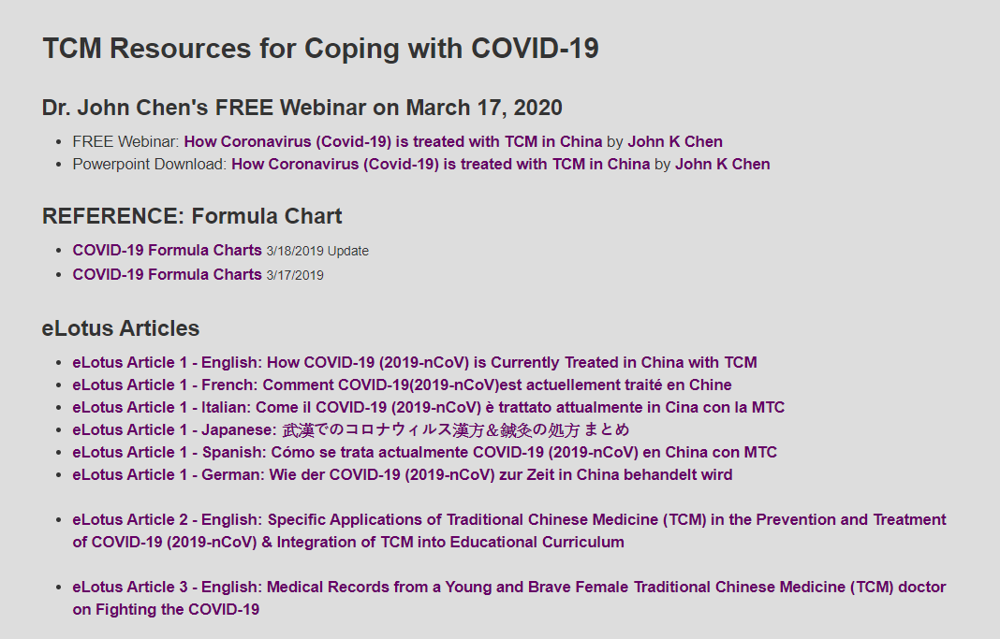 TCM Resources for Coping with COVID-19
Dr. John Chen's FREE Webinar on March 17, 2020
FREE Webinar: How Coronavirus (Covid-19) is treated with TCM in China by John K Chen
Powerpoint Download: How Coronavirus (Covid-19) is treated with TCM in China by John K Chen
REFERENCE: Formula Chart
COVID-19 Formula Charts 3/18/2019 Update
COVID-19 Formula Charts 3/17/2019
eLotus Articles
eLotus Article 1 - English: How COVID-19 (2019-nCoV) is Currently Treated in China with TCM
eLotus Article 1 - French: Comment COVID-19(2019-nCoV)est actuellement traité en Chine
eLotus Article 1 - Italian: Come il COVID-19 (2019-nCoV) è trattato attualmente in Cina con la MTC
eLotus Article 1 - Japanese: 武漢でのコロナウィルス漢方＆鍼灸の処方 まとめ
eLotus Article 1 - Spanish: Cómo se trata actualmente COVID-19 (2019-nCoV) en China con MTC
eLotus Article 1 - German: Wie der COVID-19 (2019-nCoV) zur Zeit in China behandelt wird
eLotus Article 2 - English: Specific Applications of Traditional Chinese Medicine (TCM) in the Prevention and Treatment
of COVID-19 (2019-nCoV) & Integration of TCM into Educational Curriculum
eLotus Article 3 - English: Medical Records from a Young and Brave Female Traditional Chinese Medicine (TCM) doctor
on Fighting the COVID-19